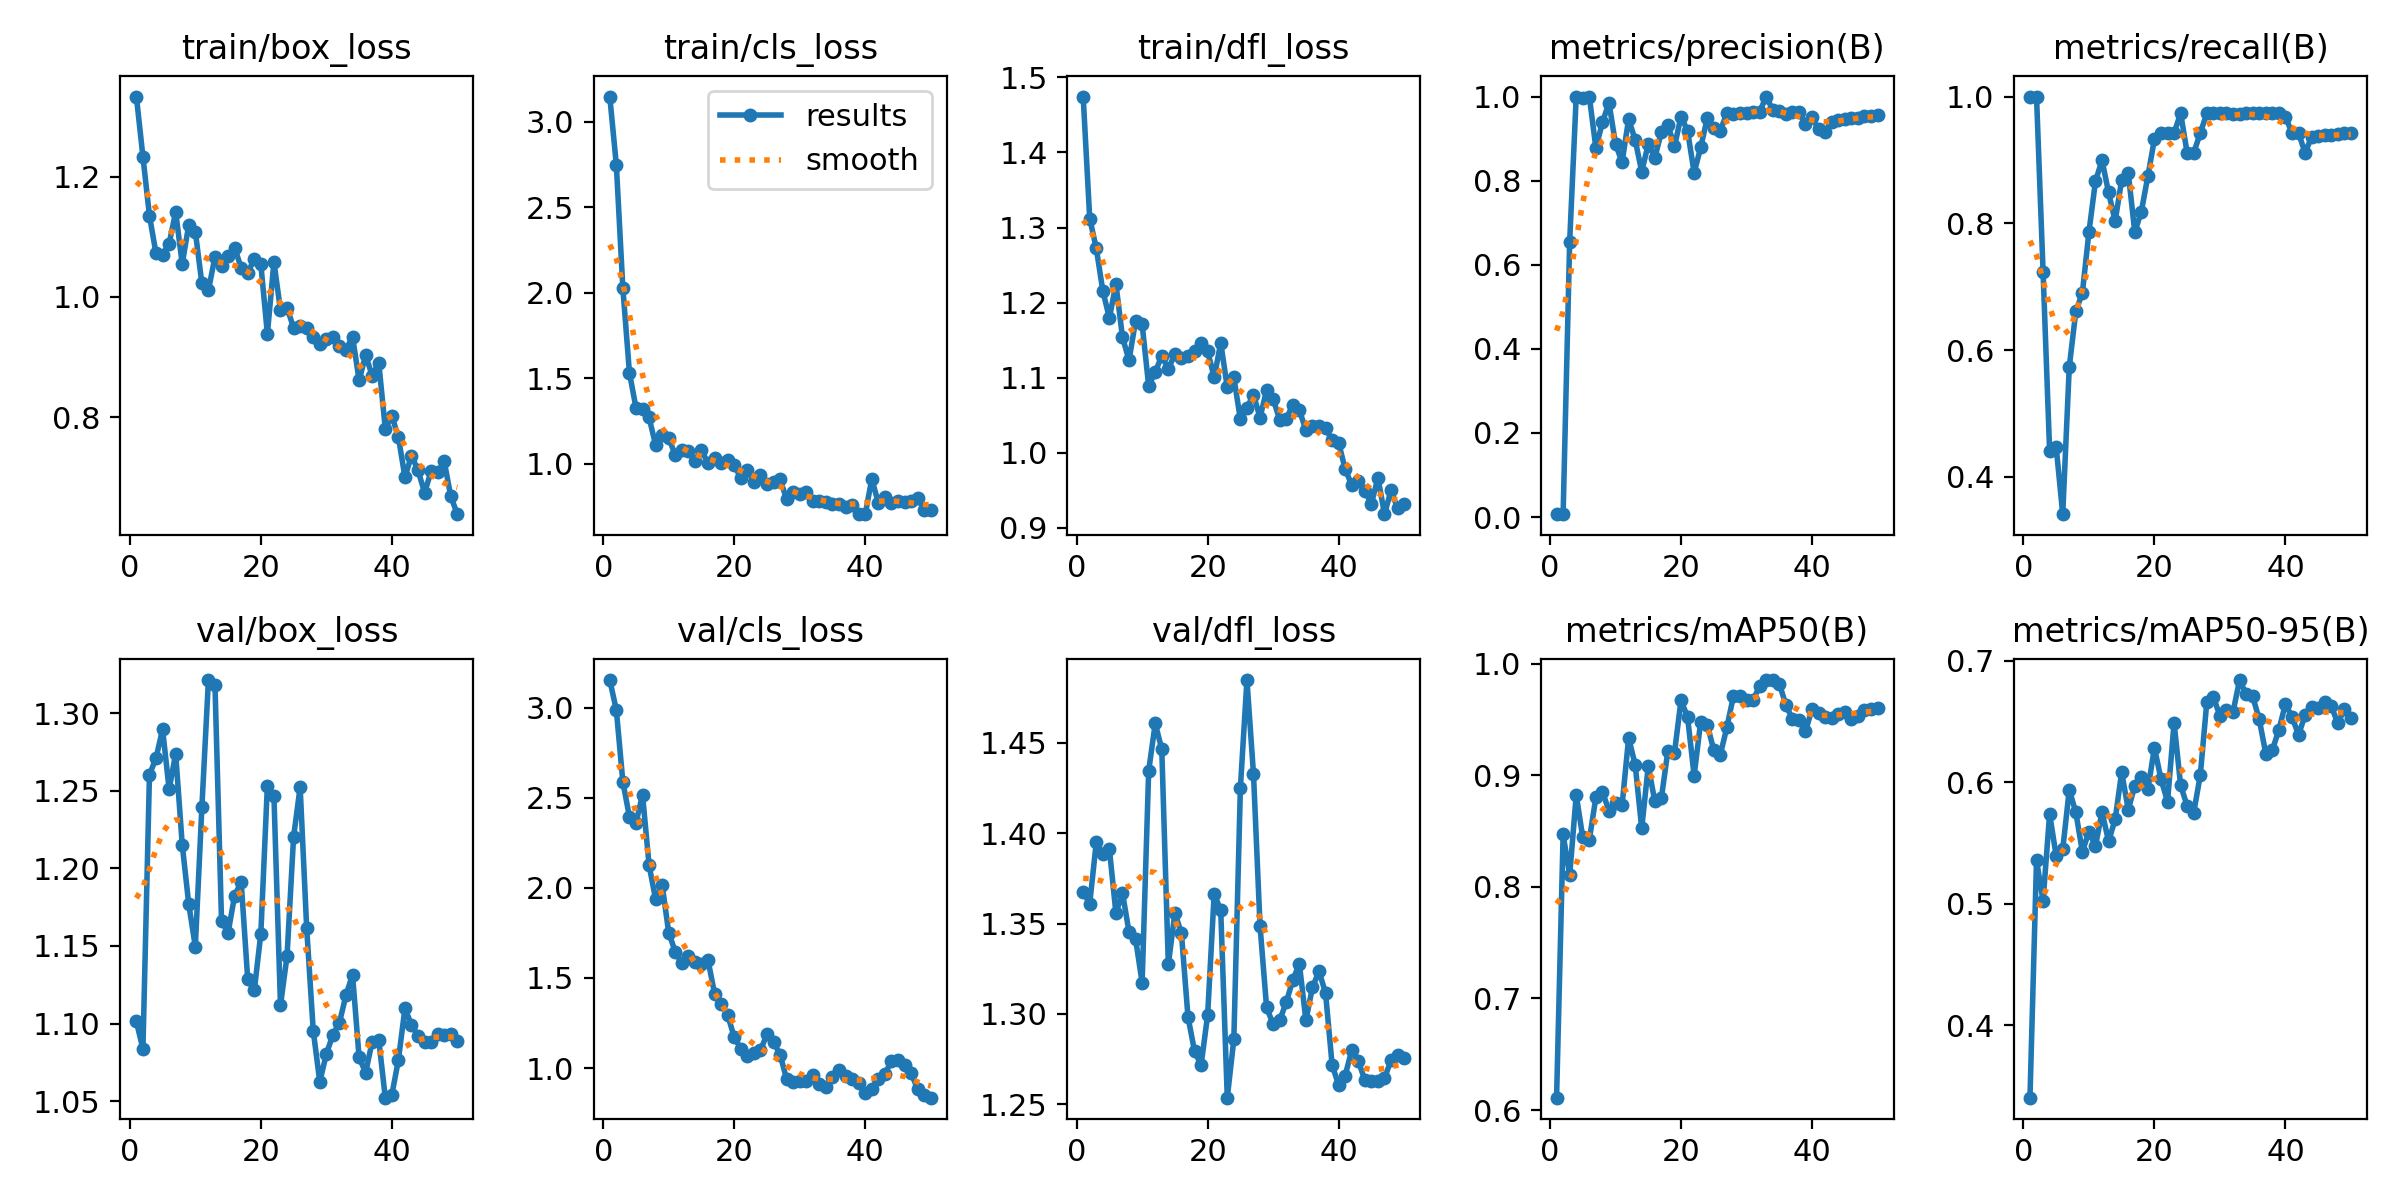 train/box_loss
1.2
1.0
0.8
0 20 40
train/cls_loss
results
smooth
3.0
2.5
2.0
1.5
1.0
0 20 40
train/dfl_loss
1.5
1.4
1.3
1.2
1.1
1.0
0.9
0 20 40
metrics/precision(B)
1.0
0.8
0.6
0.4
0.2
0.0
0 20 40
metrics/recall(B)
1.0
0.8
0.6
0.4
0 20 40
val/box_loss
1.30
1.25
1.20
1.15
1.10
1.05
0 20 40
val/cls_loss
3.0
2.5
2.0
1.5
1.0
0 20 40
val/dfl_loss
1.45
1.40
1.35
1.30
1.25
0 20 40
metrics/mAP50(B)
1.0
0.9
0.8
0.7
0.6
0 20 40
metrics/mAP50-95(B)
0.7
0.6
0.5
0.4
0 20 40